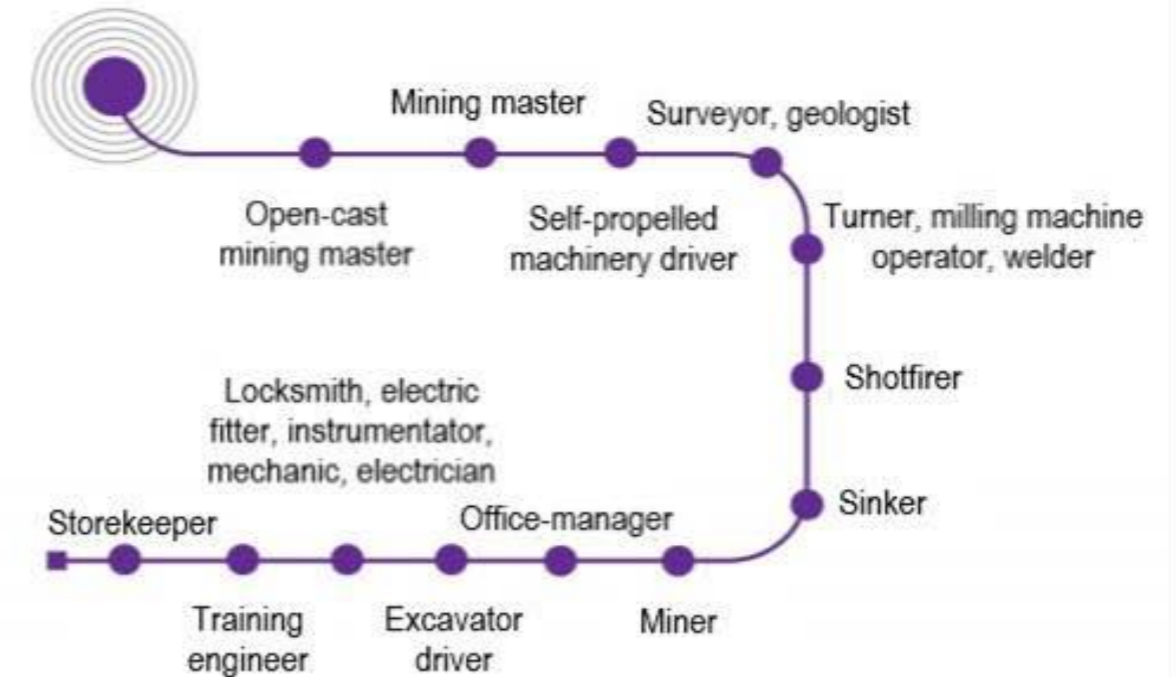 Mining master
Surveyor, geologist
Open-cast
mining master
Self-propelled
machinery driver
Turner, milling machine
operator, welder
Shotfirer
Locksmith, electric
fitter, instrumentator,
mechanic, electrician
Sinker
Storekeeper
Office-manager
Training
engineer
Excavator
driver
Miner